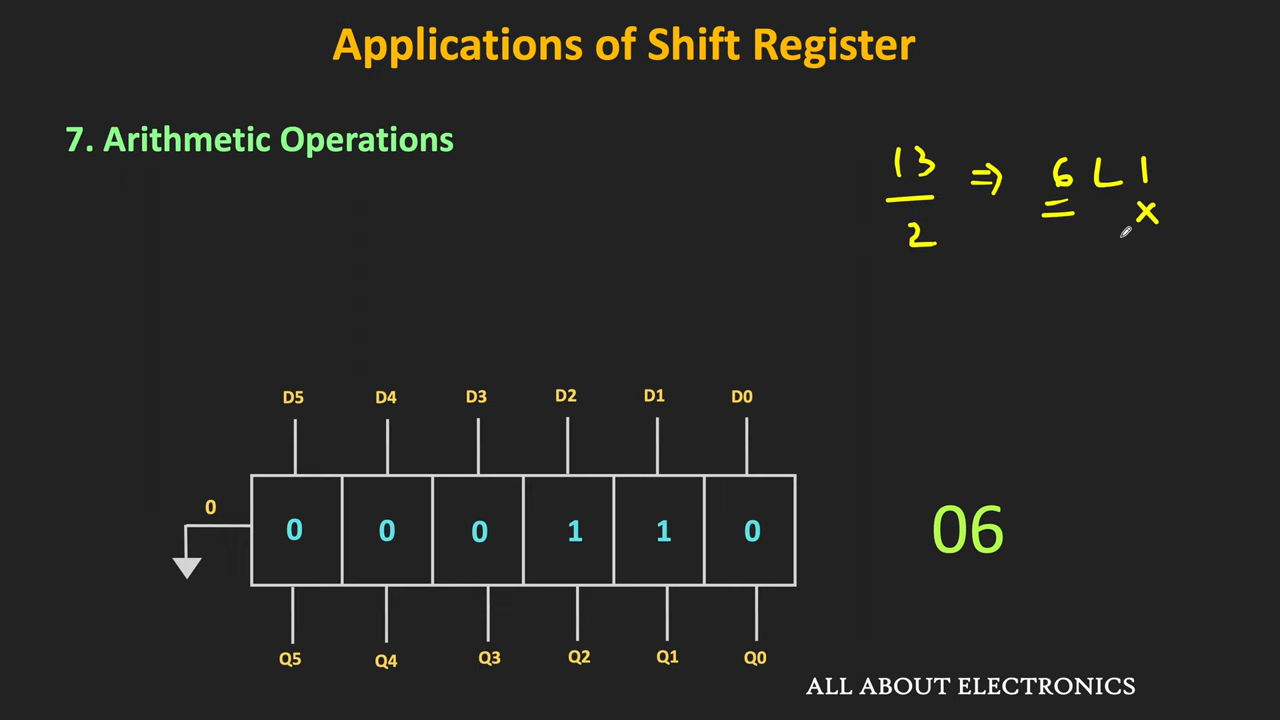 Applications of Shift Register
7. Arithmetic Operations
13 ⇒ 6 L 1
2 x
D5 D4 D3 D2 D1 D0
0
0 0 0 1 1 0
06
Q5 Q4 Q3 Q2 Q1 Q0
ALL ABOUT ELECTRONICS